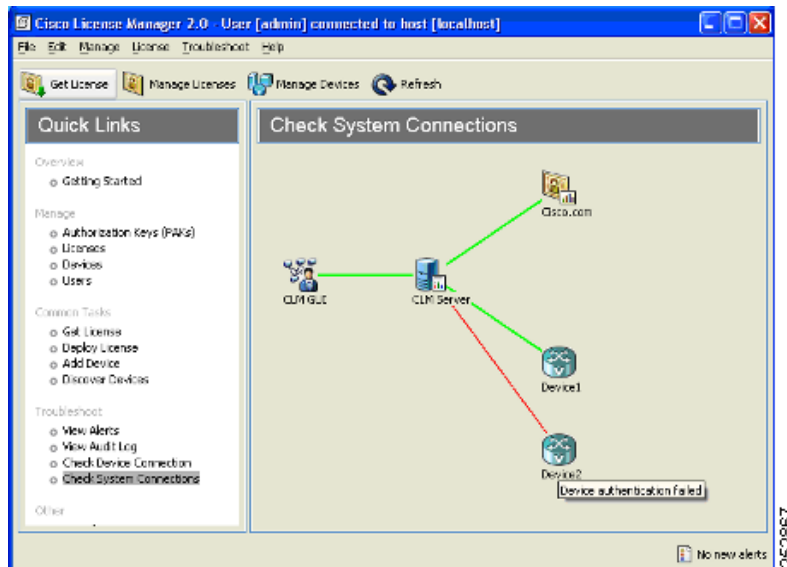 Cisco License Manager 2.0 - User [admin] connected to host [localhost]
File Edit Manage License Troubleshoot Help
Get License Manage Licenses Manage Devices Refresh
Quick Links
Overview
Getting Started
Manage
Authorization Keys (PAKs)
Licenses
Devices
Users
Common Tasks
Get License
Deploy License
Add Device
Discover Devices
Troubleshoot
View Alerts
View Audit Log
Check Device Connection
Check System Connections
Other
Check System Connections
Cisco.com
CLM GUI
CLM Server
Device1
Device2
Device authentication failed
No new alerts